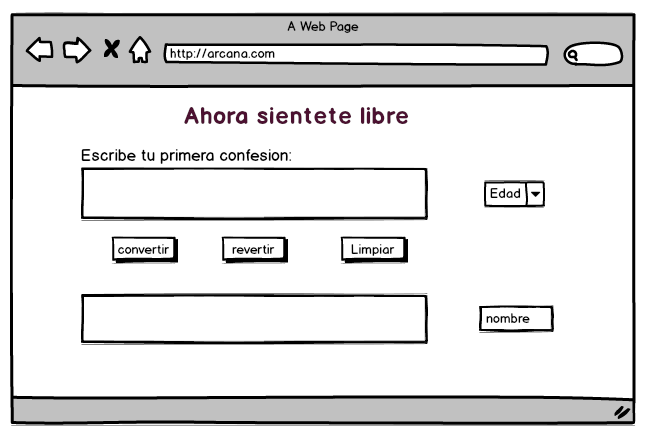 A Web Page
http://arcana.com
Ahora sientete libre
Escribe tu primera confesion:
Edad
convertir revertir Limpiar
nombre